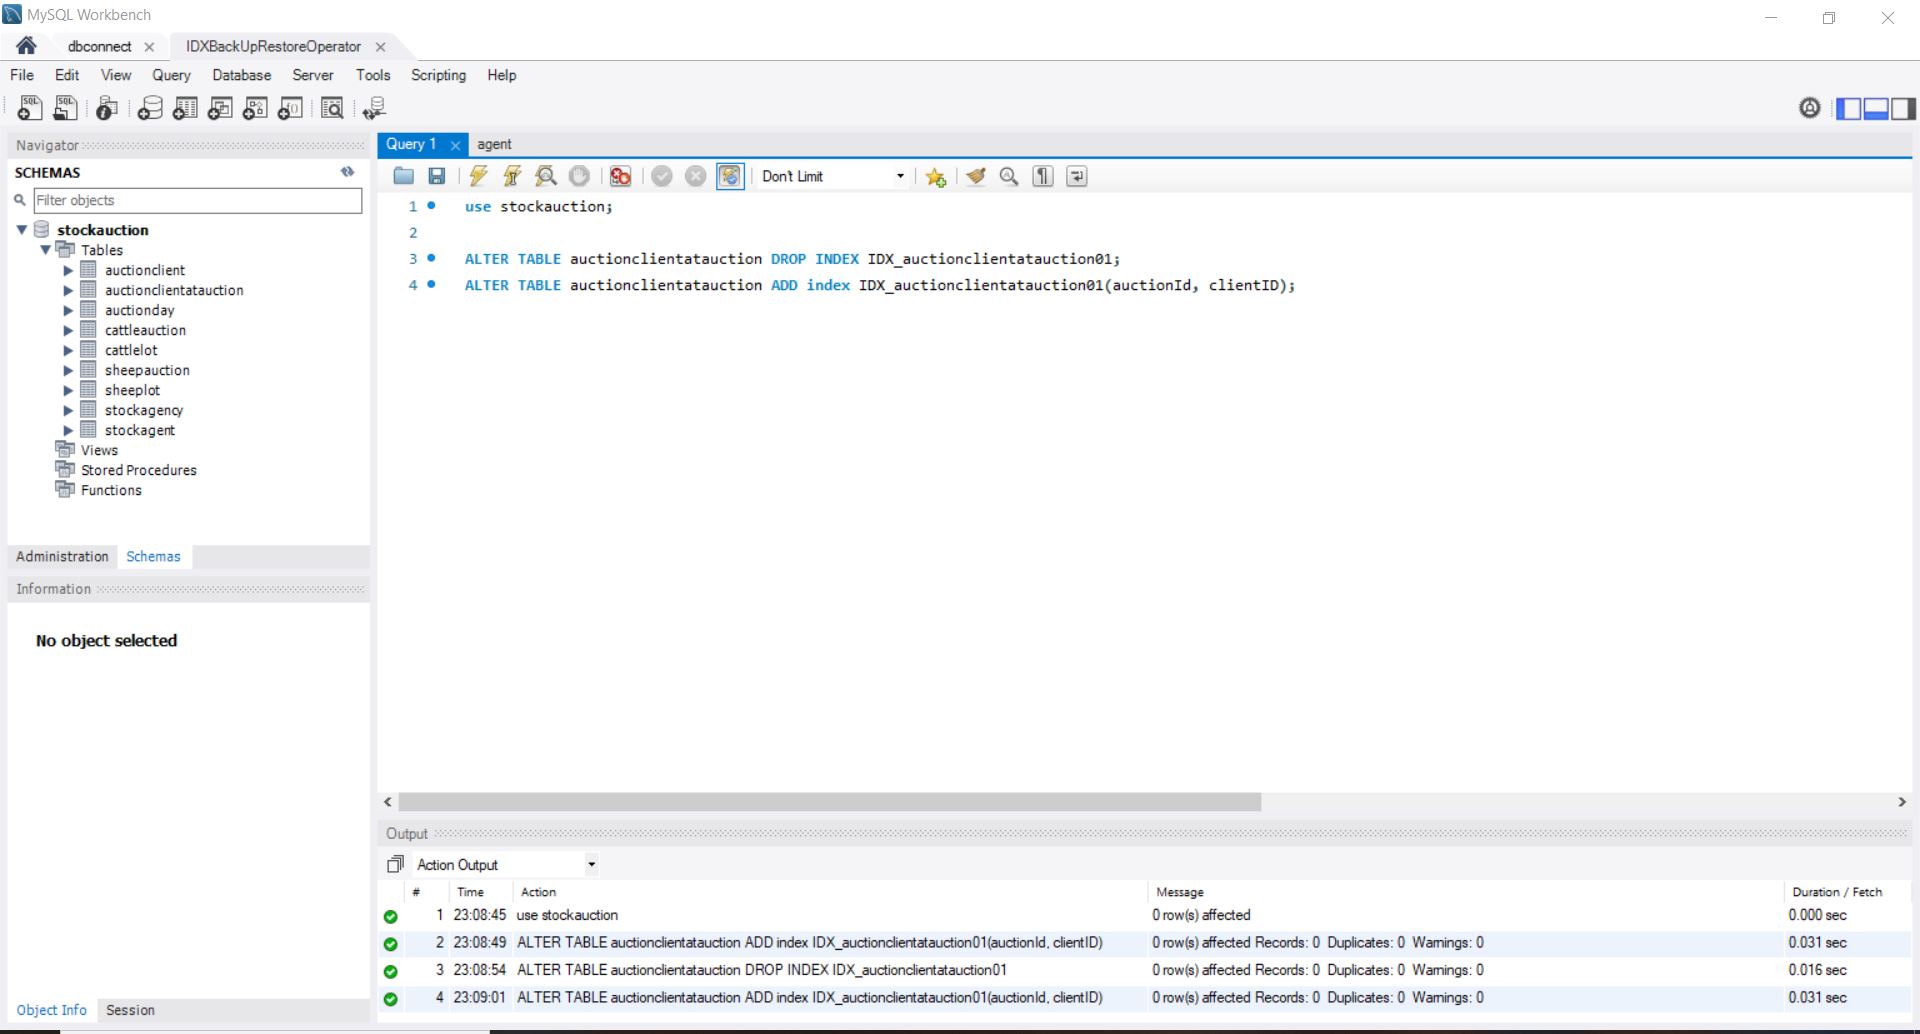 MySQL Workbench
dbconnect IDXBackUpRestoreOperator
File Edit View Query Database Server Tools Scripting Help
Navigator
SCHEMAS
Filter objects
stockauction
Tables
auctionclient
auctionclientatauction
auctionday
cattleauction
cattlelot
sheepauction
sheeplot
stockagency
stockagent
Views
Stored Procedures
Functions
Administration Schemas
Information
No object selected
Object Info Session
Query 1 agent
Don't Limit
1 use stockauction;
2
3 ALTER TABLE auctionclientatauction DROP INDEX IDX_auctionclientatauction01;
4 ALTER TABLE auctionclientatauction ADD index IDX_auctionclientatauction01(auctionId, clientID);
Output
Action Output
# Time Action Message Duration / Fetch
1 23:08:45 use stockauction 0 row(s) affected 0.000 sec
2 23:08:49 ALTER TABLE auctionclientatauction ADD index IDX_auctionclientatauction01(auctionId, clientID) 0 row(s) affected Records: 0 Duplicates: 0 Warnings: 0 0.031 sec
3 23:08:54 ALTER TABLE auctionclientatauction DROP INDEX IDX_auctionclientatauction01 0 row(s) affected Records: 0 Duplicates: 0 Warnings: 0 0.016 sec
4 23:09:01 ALTER TABLE auctionclientatauction ADD index IDX_auctionclientatauction01(auctionId, clientID) 0 row(s) affected Records: 0 Duplicates: 0 Warnings: 0 0.031 sec